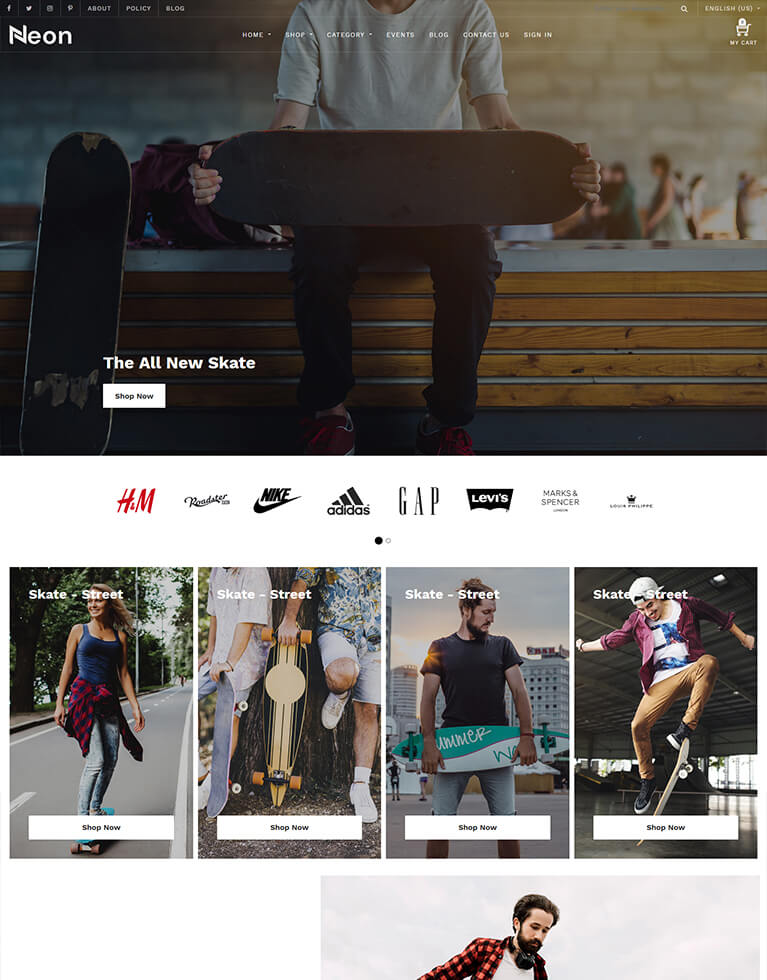 ABOUT POLICY BLOG
ENGLISH (US)
Neon
HOME SHOP CATEGORY EVENTS BLOG CONTACT US SIGN IN
0
MY CART
The All New Skate
Shop Now
H&M
Roadster
NIKE
adidas
GAP
LEVI'S
MARKS &
SPENCER
LONDON
LOUIS PHILIPPE
Skate - Street Skate - Street Skate - Street Skate - Street
ummer
Shop Now Shop Now Shop Now Shop Now